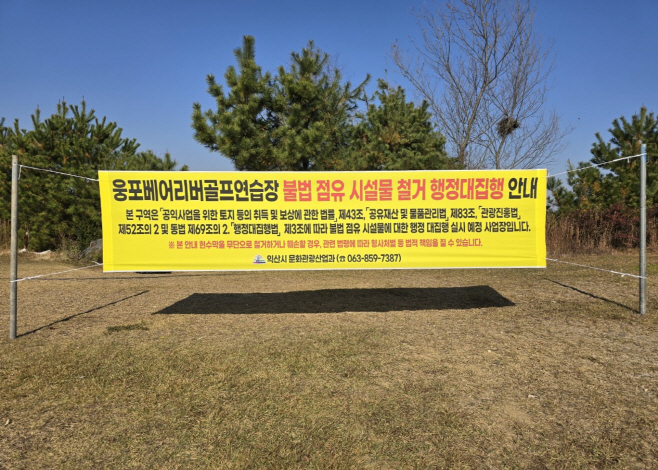 웅포베어리버골프연습장 불법 점유 시설물 철거 행정대집행 안내
본 구역은 「공익사업을 위한 토지 등의 취득 및 보상에 관한 법률」, 제43조, 「공유재산 및 물품관리법」, 제83조, 「관광진흥법」,
제52조의 2 및 동법 제69조의 2. 「행정대집행법」, 제3조에 따라 불법 점유 시설물에 대한 행정 대집행 실시 예정 사업장입니다.
※ 본 안내 현수막을 무단으로 철거하거나 훼손할 경우, 관련 법령에 따라 형사처벌 등 법적 책임을 질 수 있습니다.
익산시 문화관광산업과 (☎ 063-859-7387)